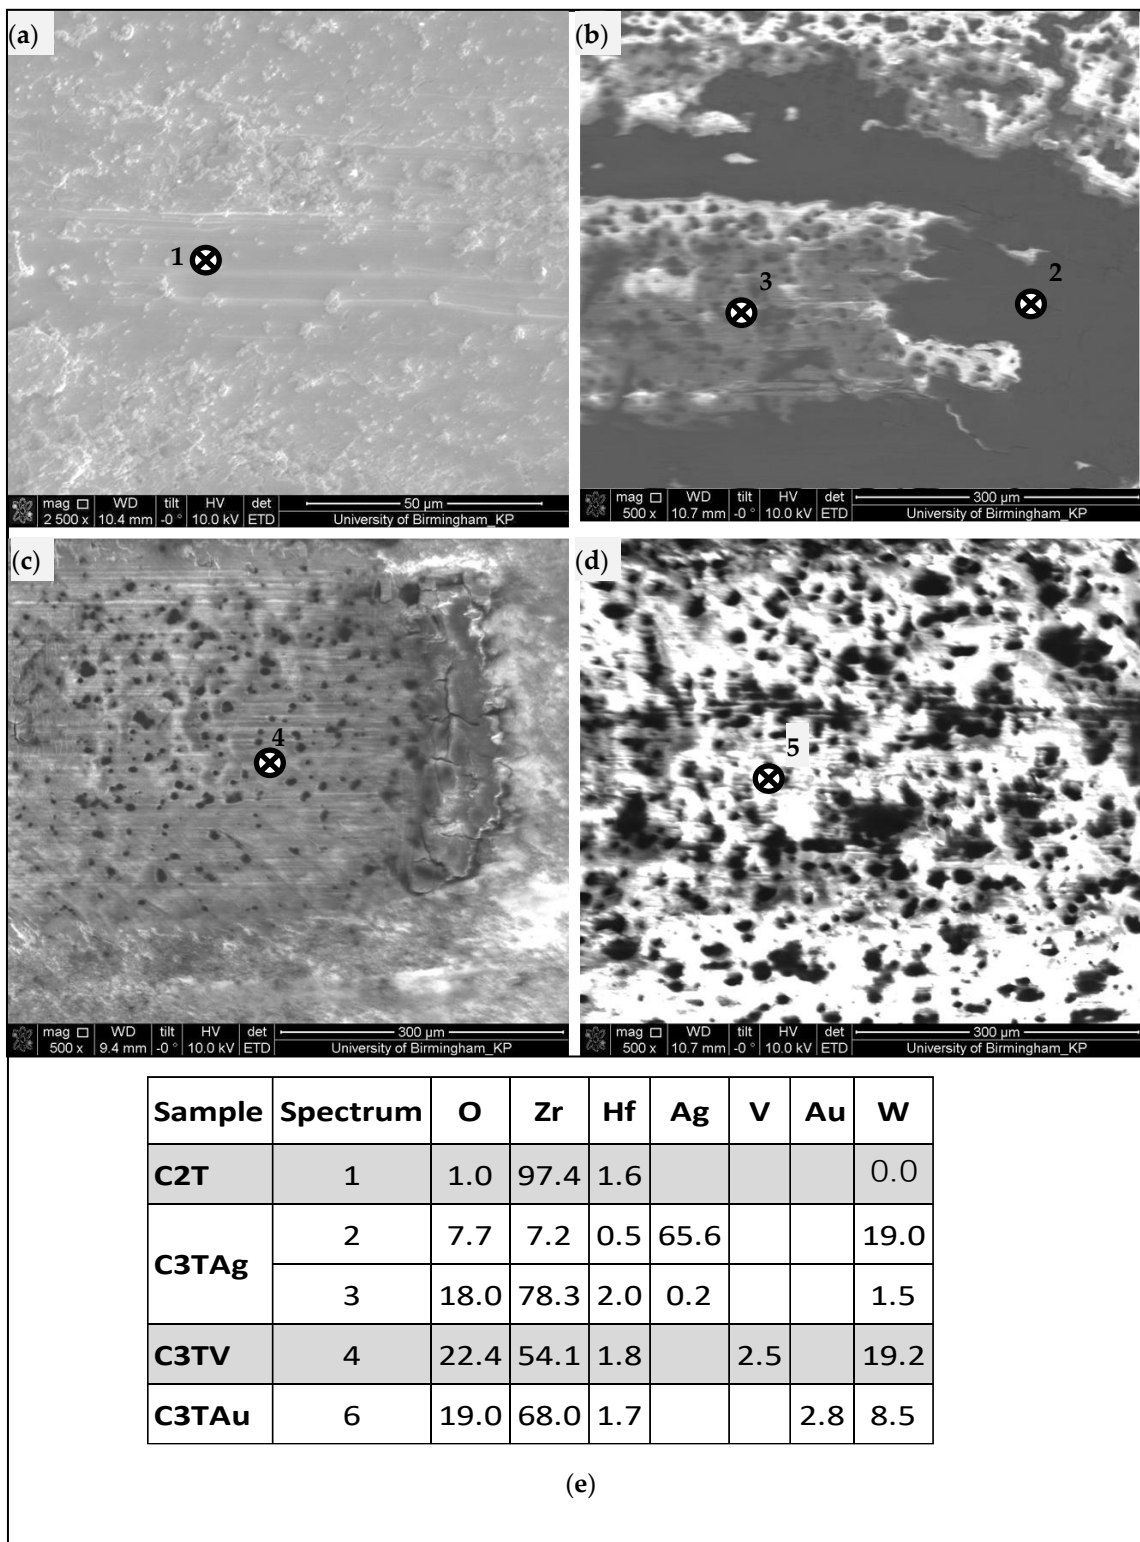 (a)
1
mag □ WD tilt HV det 50 µm
2 500 x 10.4 mm -0 ° 10.0 kV ETD University of Birmingham_KP
(b)
3
2
mag □ WD tilt HV det 300 µm
500 x 10.7 mm -0 ° 10.0 kV ETD University of Birmingham_KP
(c)
4
mag □ WD tilt HV det 300 µm
500 x 9.4 mm -0 ° 10.0 kV ETD University of Birmingham_KP
(d)
5
mag □ WD tilt HV det 300 µm
500 x 10.7 mm -0 ° 10.0 kV ETD University of Birmingham_KP
Sample Spectrum O Zr Hf Ag V Au W
C2T 1 1.0 97.4 1.6 0.0
C3TAg 2 7.7 7.2 0.5 65.6 19.0
3 18.0 78.3 2.0 0.2 1.5
C3TV 4 22.4 54.1 1.8 2.5 19.2
C3TAu 6 19.0 68.0 1.7 2.8 8.5
(e)